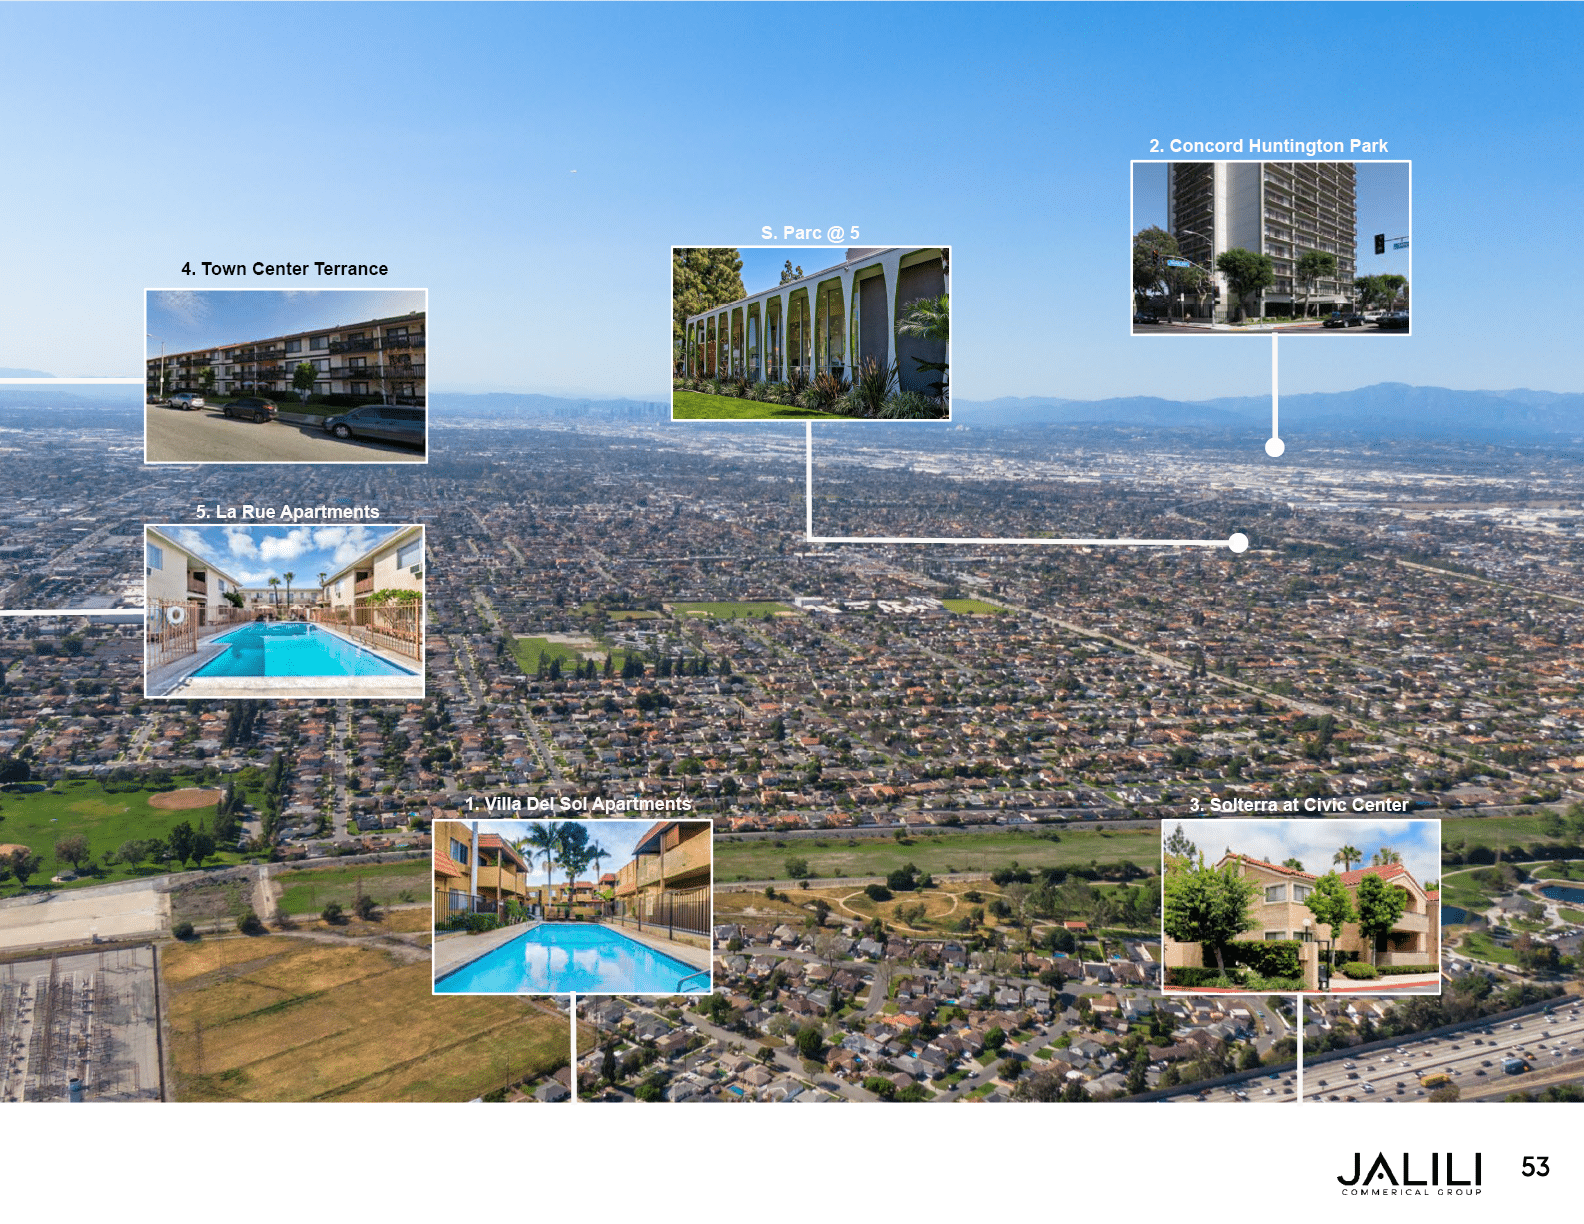 2. Concord Huntington Park
S. Parc @ 5
4. Town Center Terrance
5. La Rue Apartments
1. Villa Del Sol Apartments
3. Solterra at Civic Center
JALILI
COMMERICAL GROUP
53